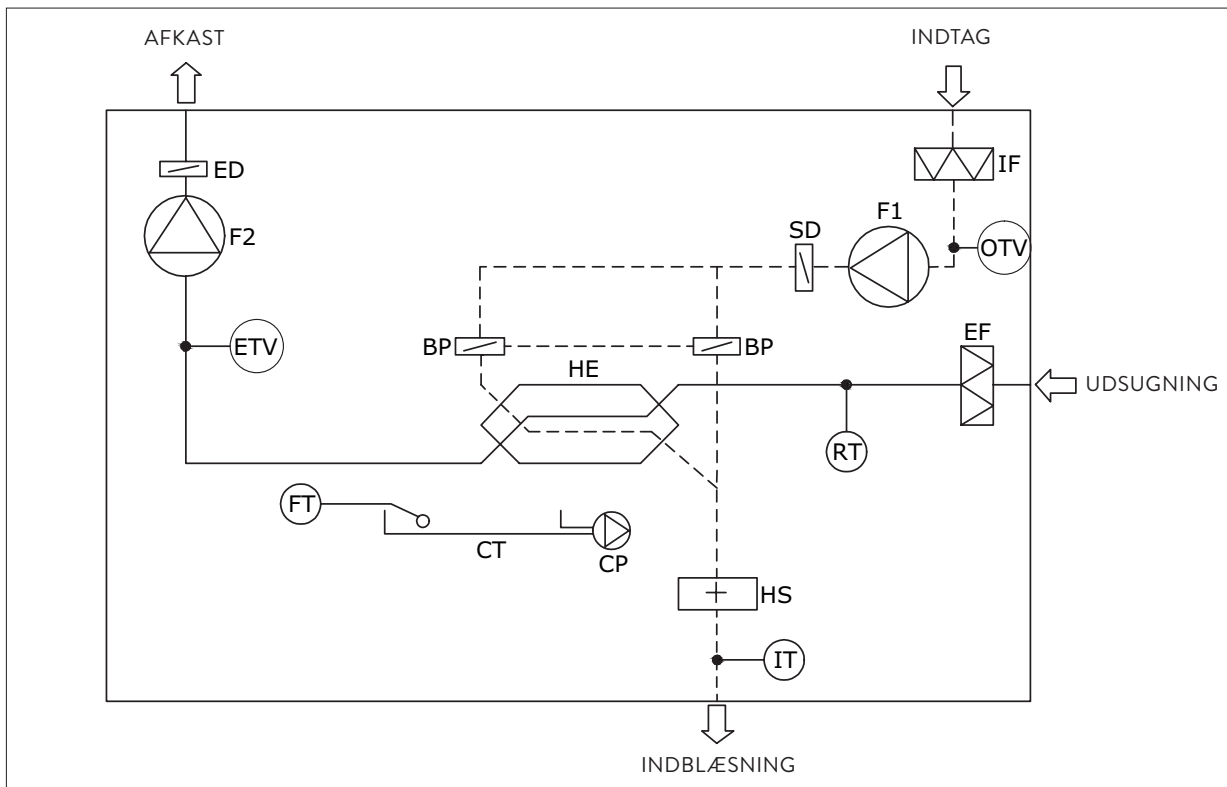 AFKAST
INDTAG
ED
IF
F2
SD
F1
OTV
ETV
BP
BP
HE
EF
UDSUGNING
RT
FT
CT
CP
HS
IT
INDBLÆSNING